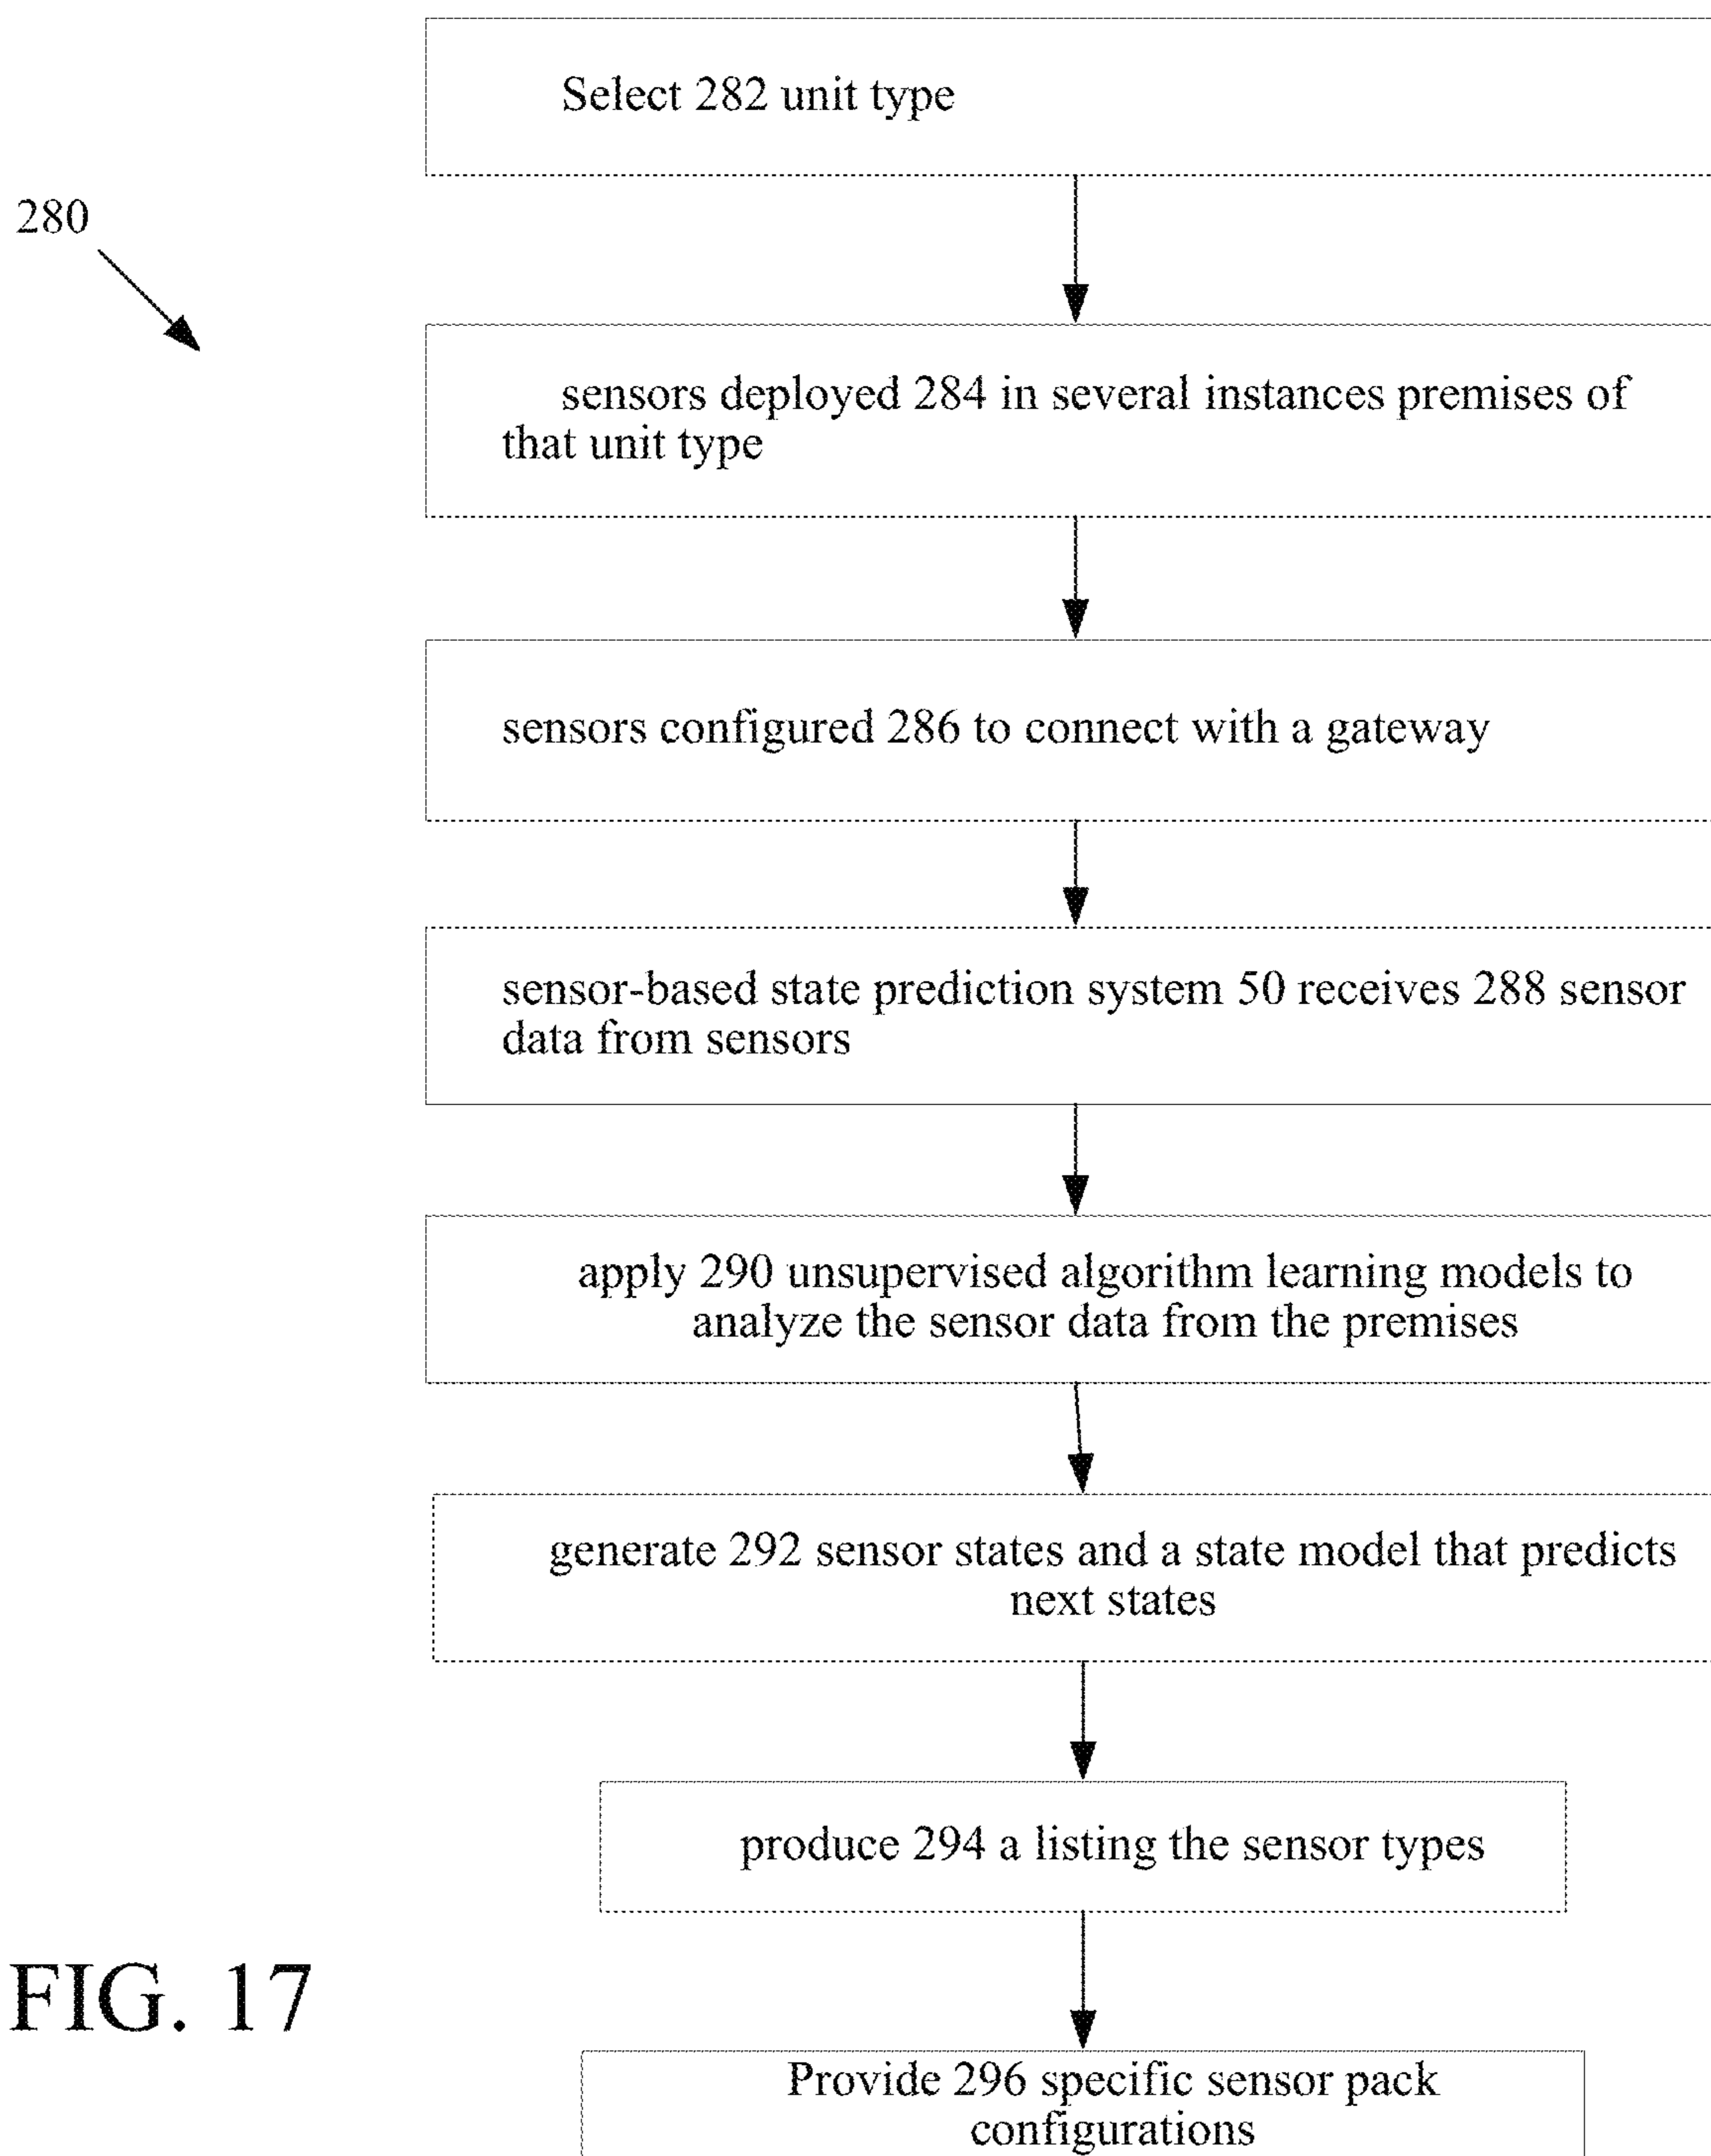 Select 282 unit type
280
sensors deployed 284 in several instances premises of
that unit type
sensors configured 286 to connect with a gateway
sensor-based state prediction system 50 receives 288 sensor
data from sensors
apply 290 unsupervised algorithm learning models to
analyze the sensor data from the premises
generate 292 sensor states and a state model that predicts
next states
produce 294 a listing the sensor types
FIG. 17
Provide 296 specific sensor pack
configurations